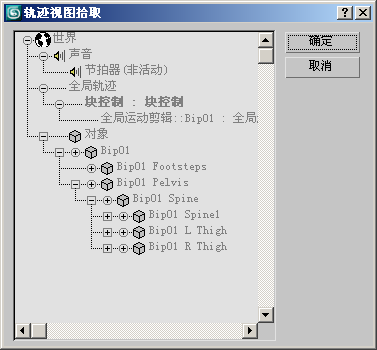 轨迹视图拾取
世界
声音
节拍器(非活动)
全局轨迹
块控制 : 块控制
全局运动剪辑::Bip01 : 全局
对象
Bip01
Bip01 Footsteps
Bip01 Pelvis
Bip01 Spine
Bip01 Spine1
Bip01 L Thigh
Bip01 R Thigh
确定
取消